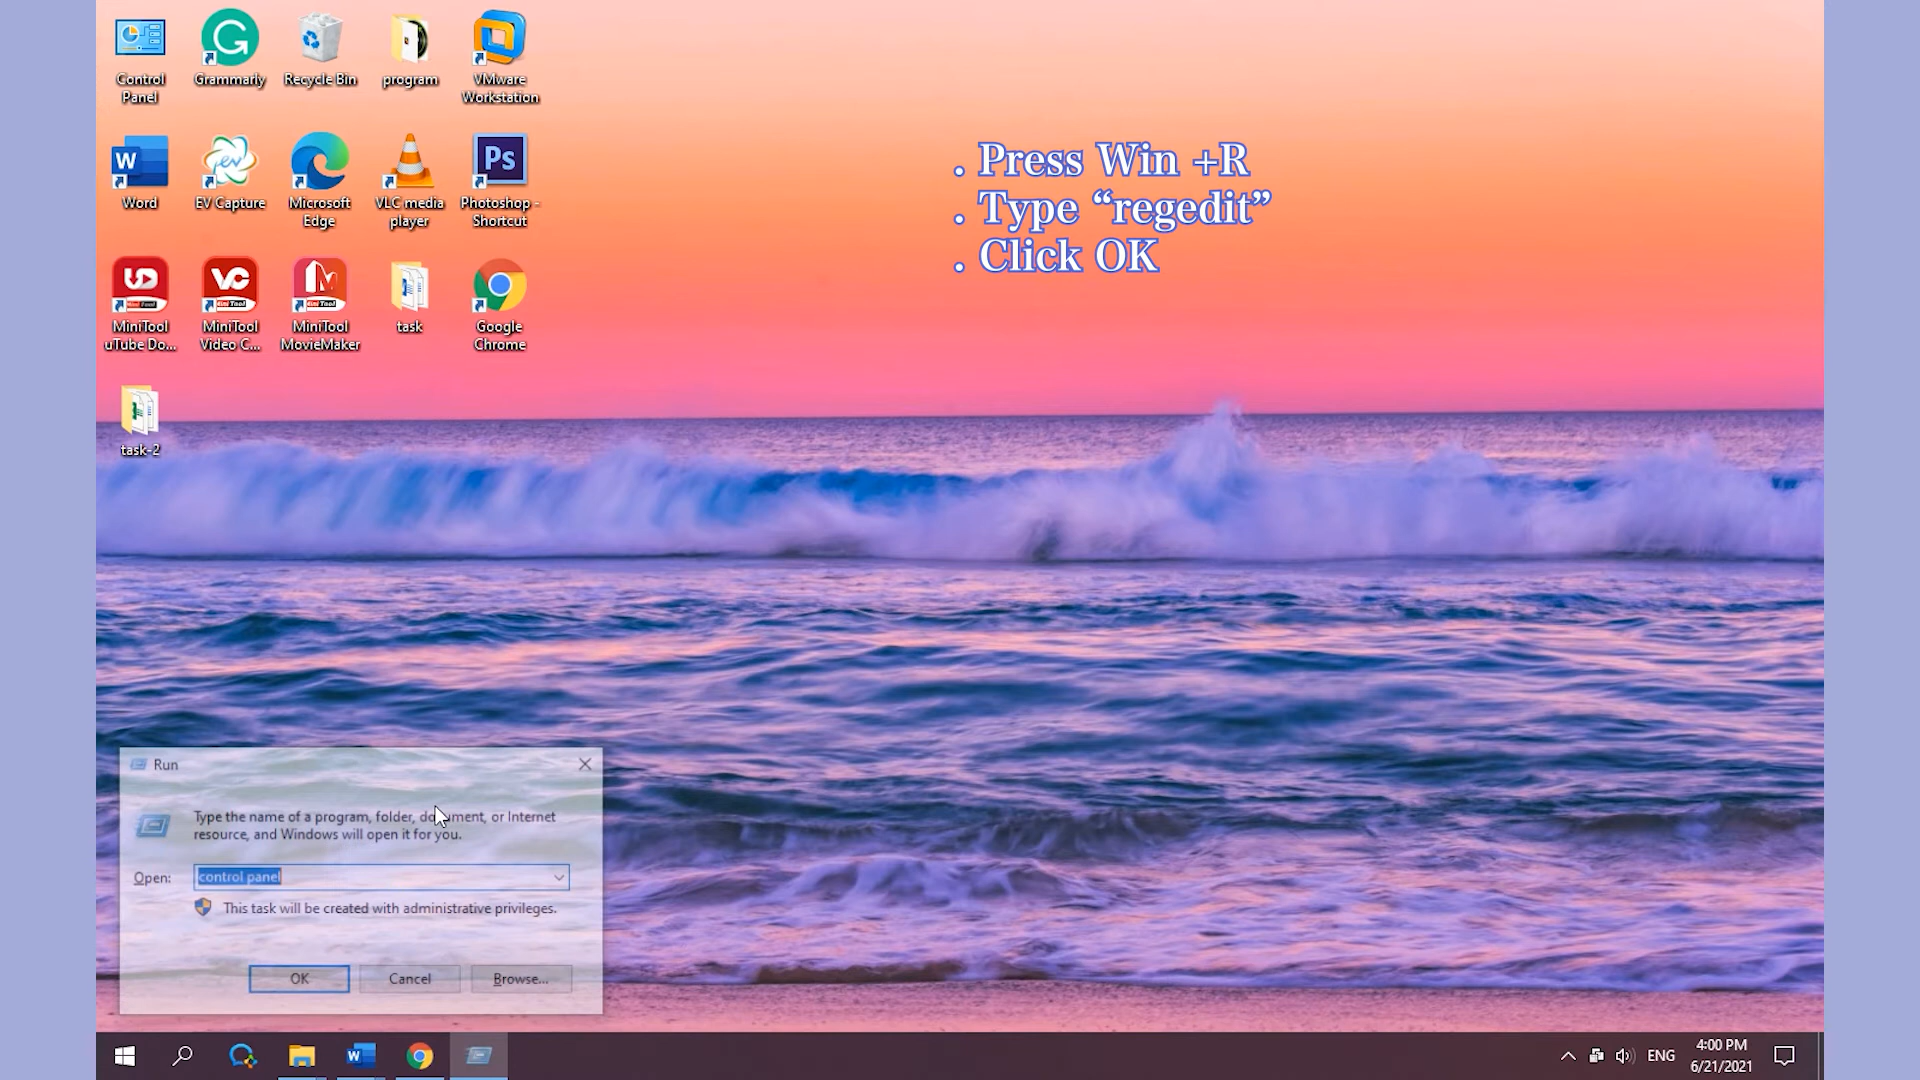 Control
Panel
Grammarly
Recycle Bin
program
VMware
Workstation
Word
EV Capture
Microsoft
Edge
VLC media
player
Photoshop -
Shortcut
MiniTool
uTube Do...
MiniTool
Video C...
MiniTool
MovieMaker
task
Google
Chrome
task-2
. Press Win +R
. Type “regedit”
. Click OK
Run
Type the name of a program, folder, document, or Internet
resource, and Windows will open it for you.
Open: control panel
This task will be created with administrative privileges.
OK Cancel Browse...
ENG
4:00 PM
6/21/2021